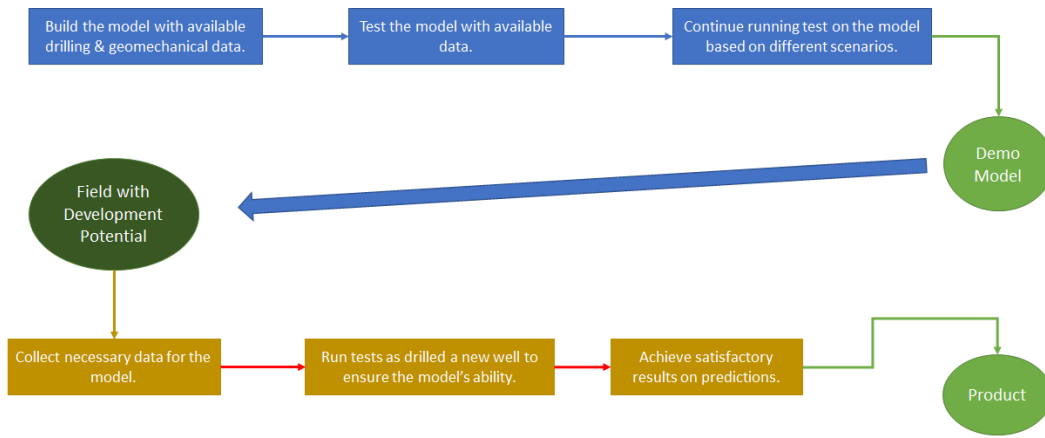 Build the model with available
drilling & geomechanical data.
Test the model with available
data.
Continue running test on the model
based on different scenarios.
Demo
Model
Field with
Development
Potential
Collect necessary data for the
model.
Run tests as drilled a new well to
ensure the model's ability.
Achieve satisfactory
results on predictions.
Product